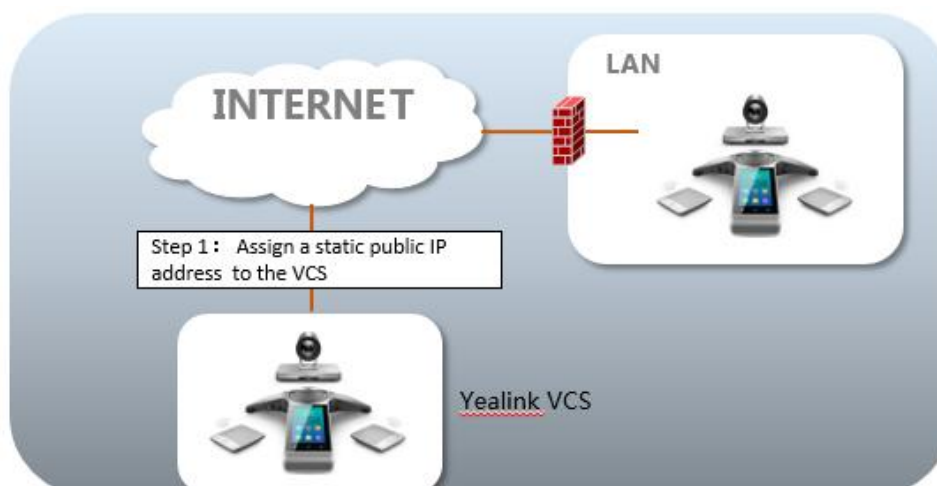 INTERNET
LAN
Step 1： Assign a static public IP
address to the VCS
Yealink VCS